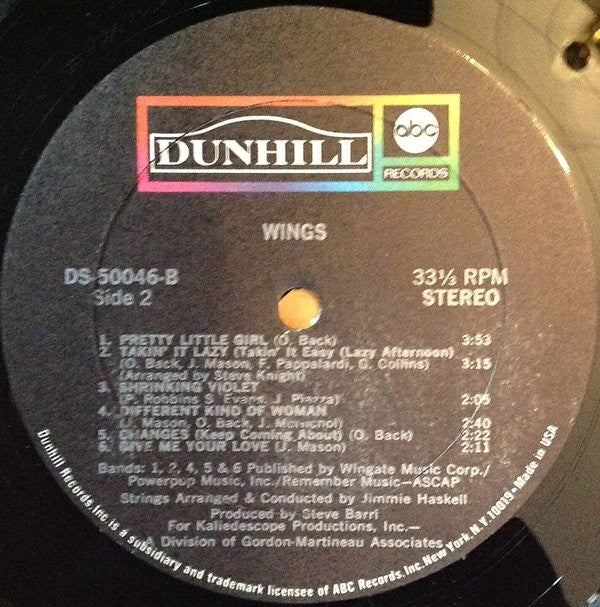 DUNHILL
abc
RECORDS
WINGS
DS-50046-B
Side 2
33⅓ RPM
STEREO
1. PRETTY LITTLE GIRL (O. Back) 3:53
2. TAKIN' IT LAZY (Takin' It Easy (Lazy Afternoon)
(O. Back, J. Mason, F. Pappalardi, G. Collins) 3:15
(Arranged by Steve Knight)
3. SHRINKING VIOLET
(P. Robbins S. Evans, J. Piazza) 2:05
4. DIFFERENT KIND OF WOMAN
(J. Mason, O. Back, J. McNichol) 2:40
5. CHANGES (Keep Coming About) (O. Back) 2:22
6. GIVE ME YOUR LOVE (J. Mason) 2:11
Bands: 1, 2, 4, 5 & 6 Published by Wingate Music Corp./
Powerpup Music, Inc./Remember Music—ASCAP
Strings Arranged & Conducted by Jimmie Haskell
Produced by Steve Barri
For Kaliedescope Productions, Inc.—
A Division of Gordon-Martineau Associates
Dunhill Records Inc is a subsidiary and trademark licensee of ABC Records, Inc. New York, N.Y. 10019 • Made in USA